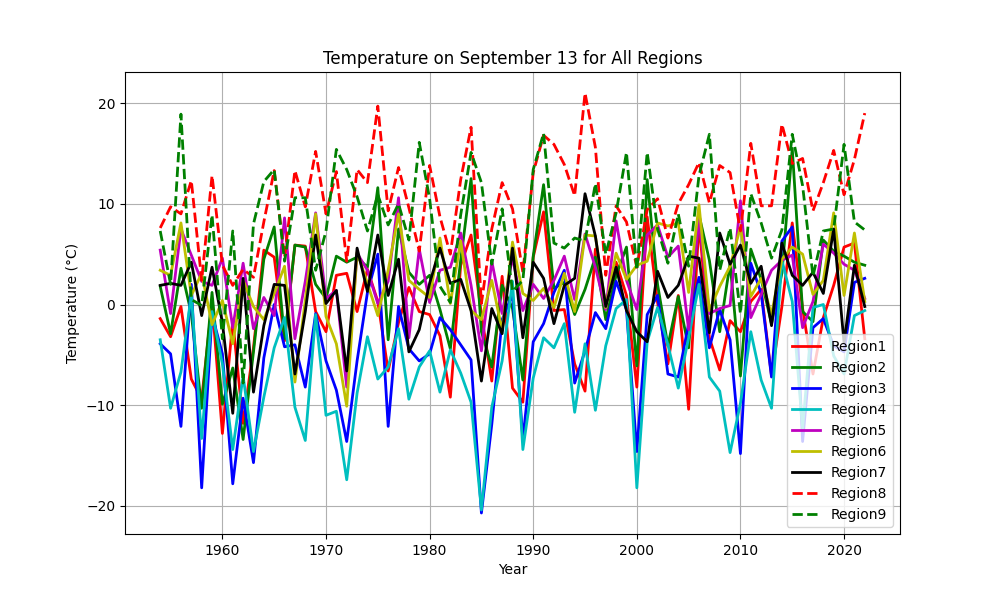 Temperature on September 13 for All Regions
Temperature (°C)
20
10
0
−10
−20
1960
1970
1980
1990
2000
2010
2020
Year
Region1
Region2
Region3
Region4
Region5
Region6
Region7
Region8
Region9